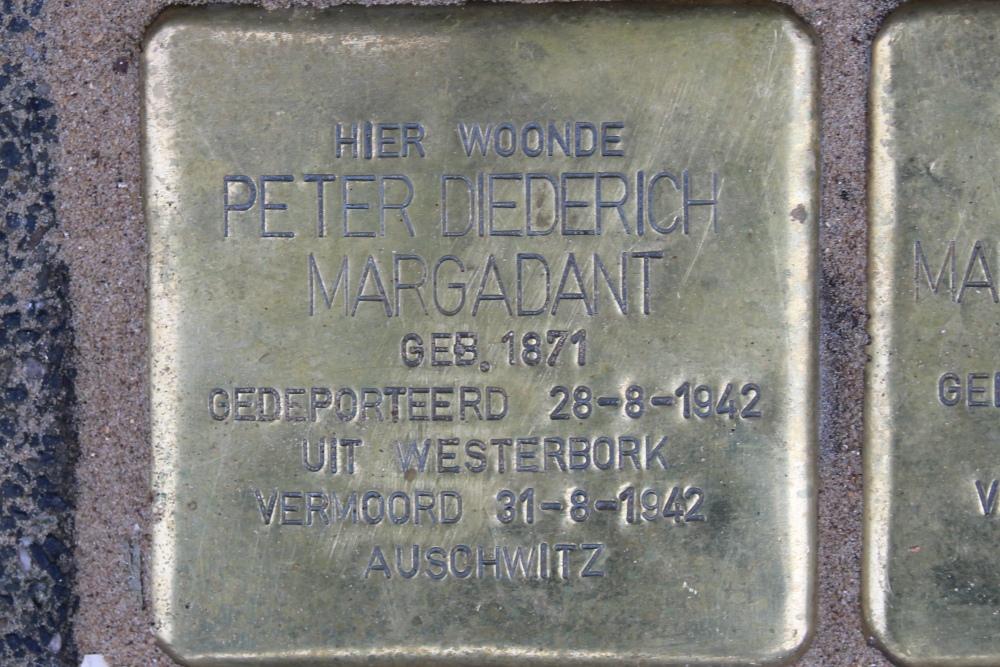 HIER WOONDE
PETER DIEDERICH
MARGADANT
GEB. 1871
GEDEPORTEERD 28-8-1942
UIT WESTERBORK
VERMOORD 31-8-1942
AUSCHWITZ